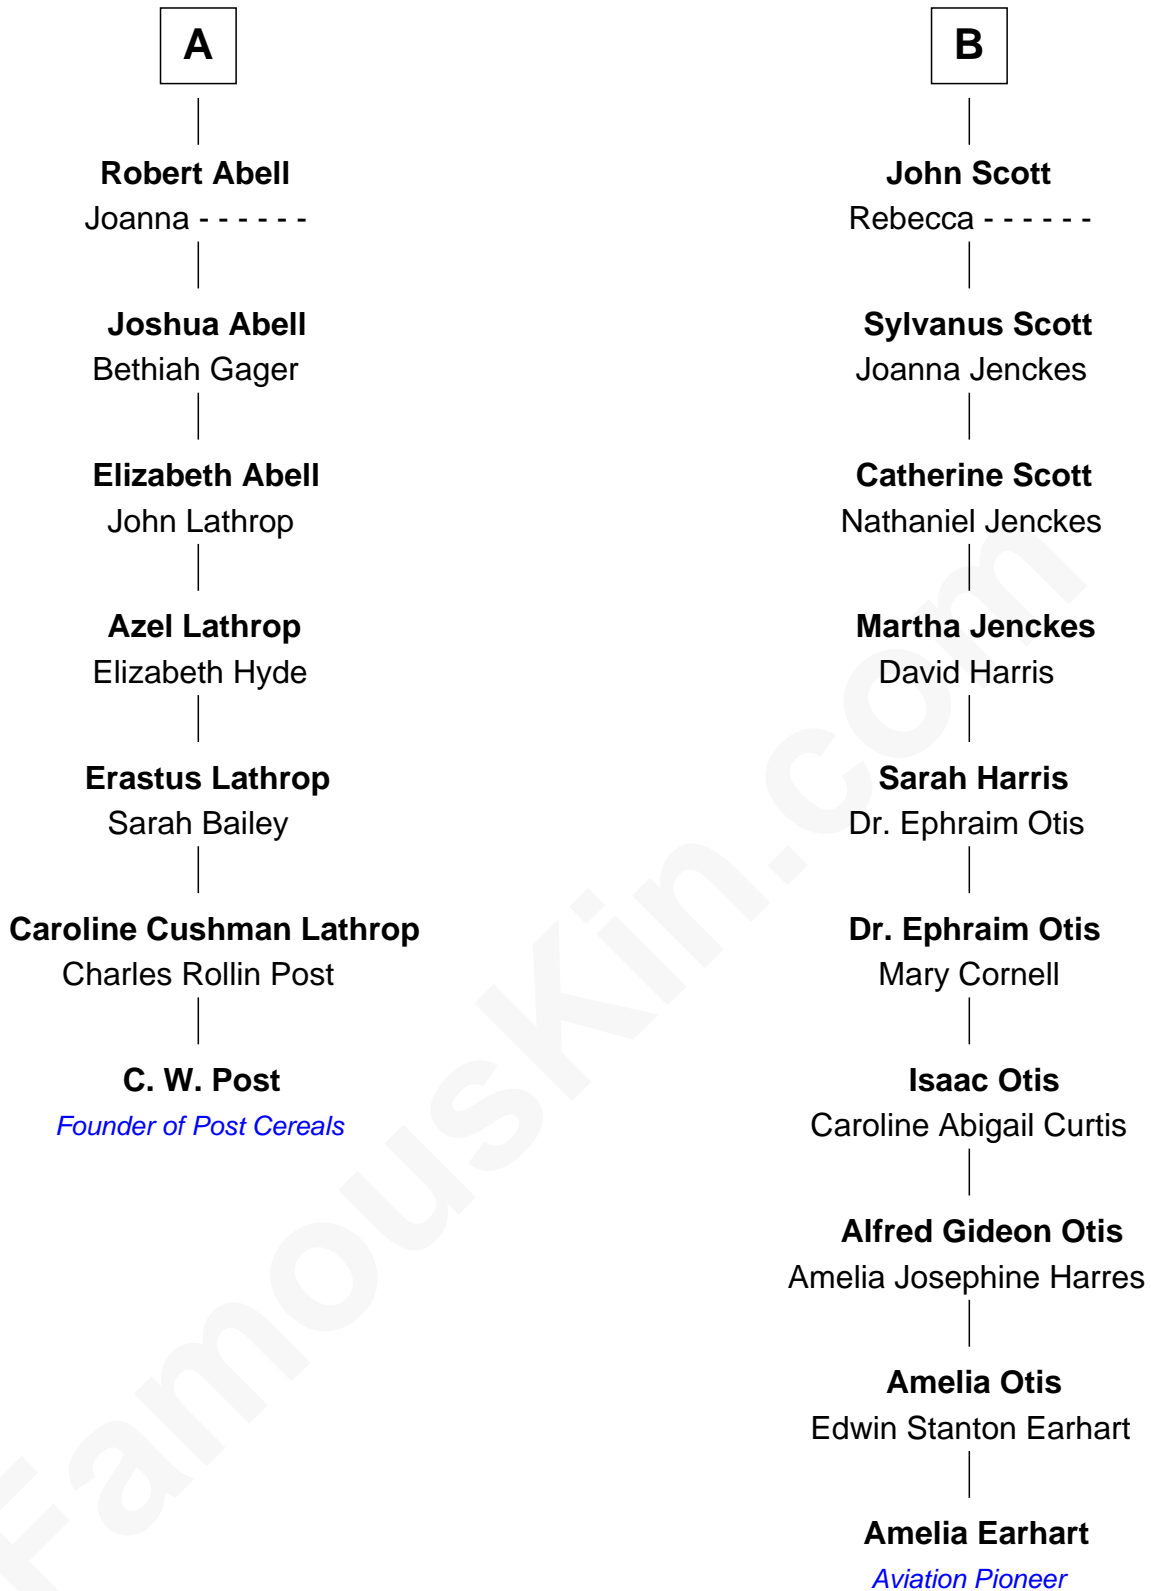 A
Robert Abell
Joanna - - - - - -
Joshua Abell
Bethiah Gager
Elizabeth Abell
John Lathrop
Azel Lathrop
Elizabeth Hyde
Erastus Lathrop
Sarah Bailey
Caroline Cushman Lathrop
Charles Rollin Post
C. W. Post
Founder of Post Cereals
B
John Scott
Rebecca - - - - - -
Sylvanus Scott
Joanna Jenckes
Catherine Scott
Nathaniel Jenckes
Martha Jenckes
David Harris
Sarah Harris
Dr. Ephraim Otis
Dr. Ephraim Otis
Mary Cornell
Isaac Otis
Caroline Abigail Curtis
Alfred Gideon Otis
Amelia Josephine Harres
Amelia Otis
Edwin Stanton Earhart
Amelia Earhart
Aviation Pioneer
FamousKin.com